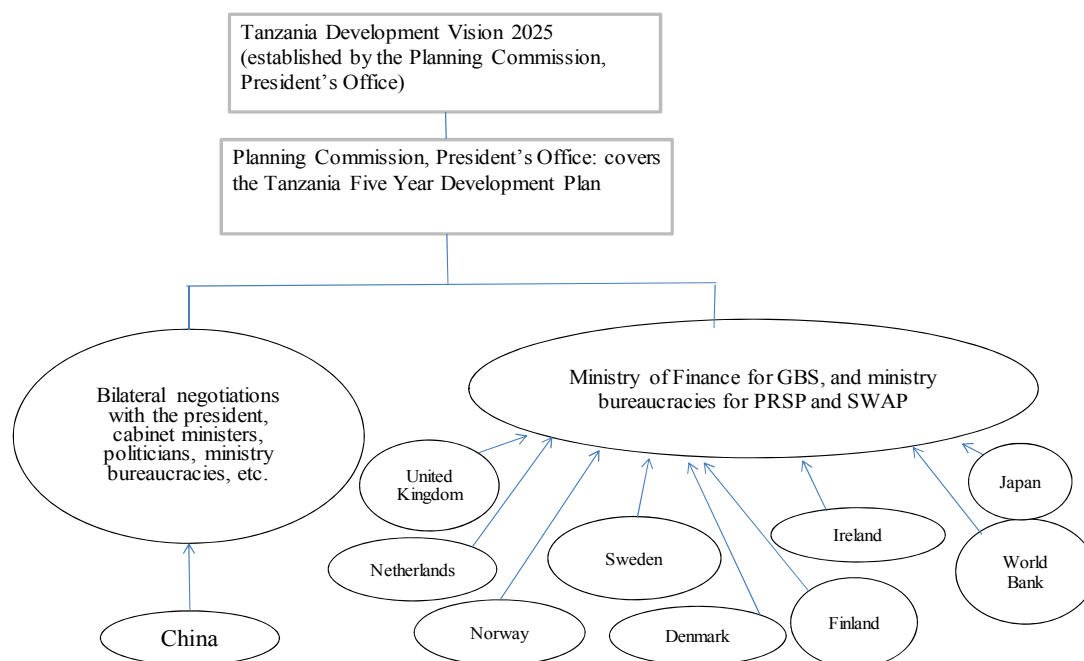 Tanzania Development Vision 2025
(established by the Planning Commission,
President’s Office)
Planning Commission, President’s Office: covers
the Tanzania Five Year Development Plan
Bilateral negotiations
with the president,
cabinet ministers,
politicians, ministry
bureaucracies, etc.
Ministry of Finance for GBS, and ministry
bureaucracies for PRSP and SWAP
United
Kingdom
Japan
Netherlands
Sweden
Ireland
World
Bank
China
Norway
Denmark
Finland